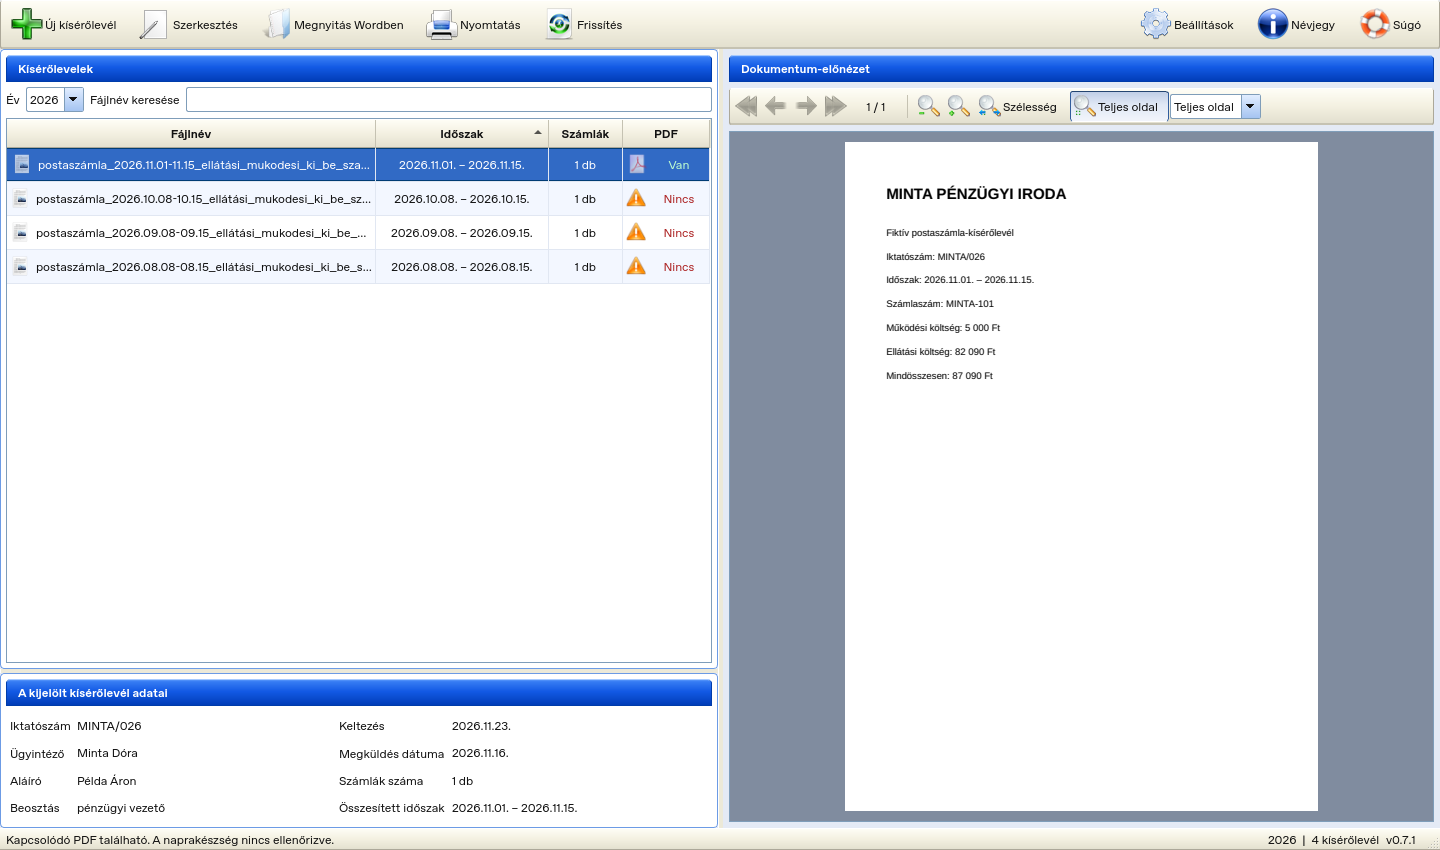 Új kísérőlevél Szerkesztés Megnyitás Wordben Nyomtatás Frissítés Beállítások Névjegy Súgó
Kísérőlevelek
Év 2026 Fájlnév keresése
Fájlnév Időszak Számlák PDF
postaszámla_2026.11.01-11.15_ellátási_mukodesi_ki_be_sza... 2026.11.01. – 2026.11.15. 1 db Van
postaszámla_2026.10.08-10.15_ellátási_mukodesi_ki_be_sz... 2026.10.08. – 2026.10.15. 1 db Nincs
postaszámla_2026.09.08-09.15_ellátási_mukodesi_ki_be_... 2026.09.08. – 2026.09.15. 1 db Nincs
postaszámla_2026.08.08-08.15_ellátási_mukodesi_ki_be_s... 2026.08.08. – 2026.08.15. 1 db Nincs
A kijelölt kísérőlevél adatai
Iktatószám MINTA/026 Keltezés 2026.11.23.
Ügyintéző Minta Dóra Megküldés dátuma 2026.11.16.
Aláíró Példa Áron Számlák száma 1 db
Beosztás pénzügyi vezető Összesített időszak 2026.11.01. – 2026.11.15.
Dokumentum-előnézet
1 / 1 Szélesség Teljes oldal Teljes oldal
MINTA PÉNZÜGYI IRODA
Fiktív postaszámla-kísérőlevél
Iktatószám: MINTA/026
Időszak: 2026.11.01. – 2026.11.15.
Számlaszám: MINTA-101
Működési költség: 5 000 Ft
Ellátási költség: 82 090 Ft
Mindösszesen: 87 090 Ft
Kapcsolódó PDF található. A naprakészség nincs ellenőrizve. 2026 | 4 kísérőlevél v0.7.1